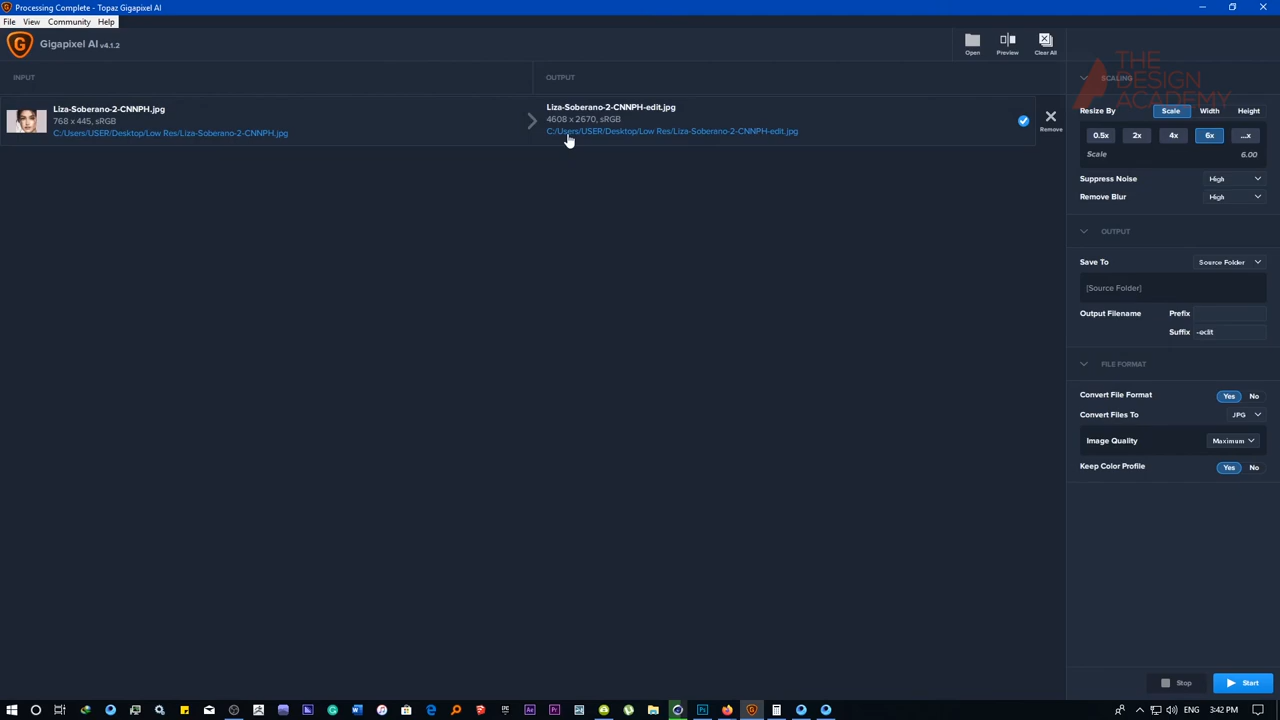 Processing Complete - Topaz Gigapixel AI
File View Community Help
Gigapixel AI v4.1.2
Open Preview Clear All
THE DESIGN ACADEMY
INPUT OUTPUT SCALING
Liza-Soberano-2-CNNPH.jpg
768 x 445, sRGB
C:/Users/USER/Desktop/Low Res/Liza-Soberano-2-CNNPH.jpg
Liza-Soberano-2-CNNPH-edit.jpg
4608 x 2670, sRGB
C:/Users/USER/Desktop/Low Res/Liza-Soberano-2-CNNPH-edit.jpg
Remove
Resize By Scale Width Height
0.5x 2x 4x 6x ...x
Scale 6.00
Suppress Noise High
Remove Blur High
OUTPUT
Save To Source Folder
[Source Folder]
Output Filename Prefix
Suffix -edit
FILE FORMAT
Convert File Format Yes No
Convert Files To JPG
Image Quality Maximum
Keep Color Profile Yes No
Stop Start
3:42 PM